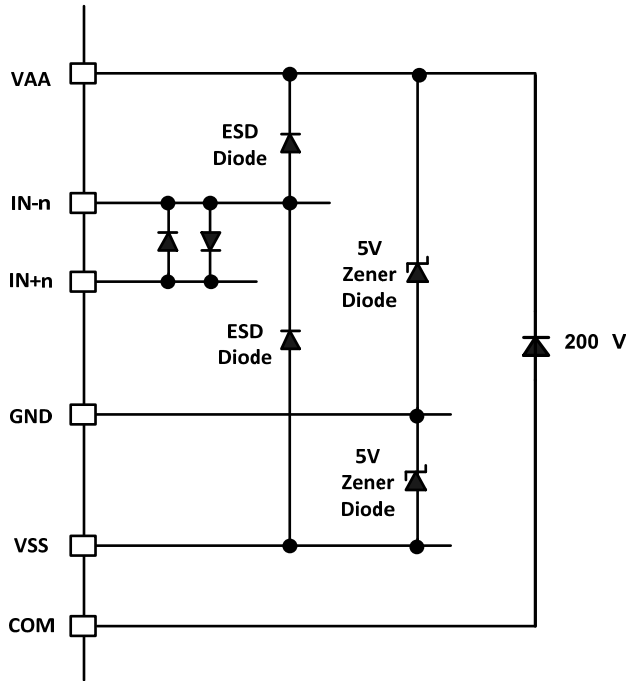 VAA
ESD
Diode
IN-n
5V
Zener
Diode
IN+n
ESD
Diode
200 V
GND
5V
Zener
Diode
VSS
COM